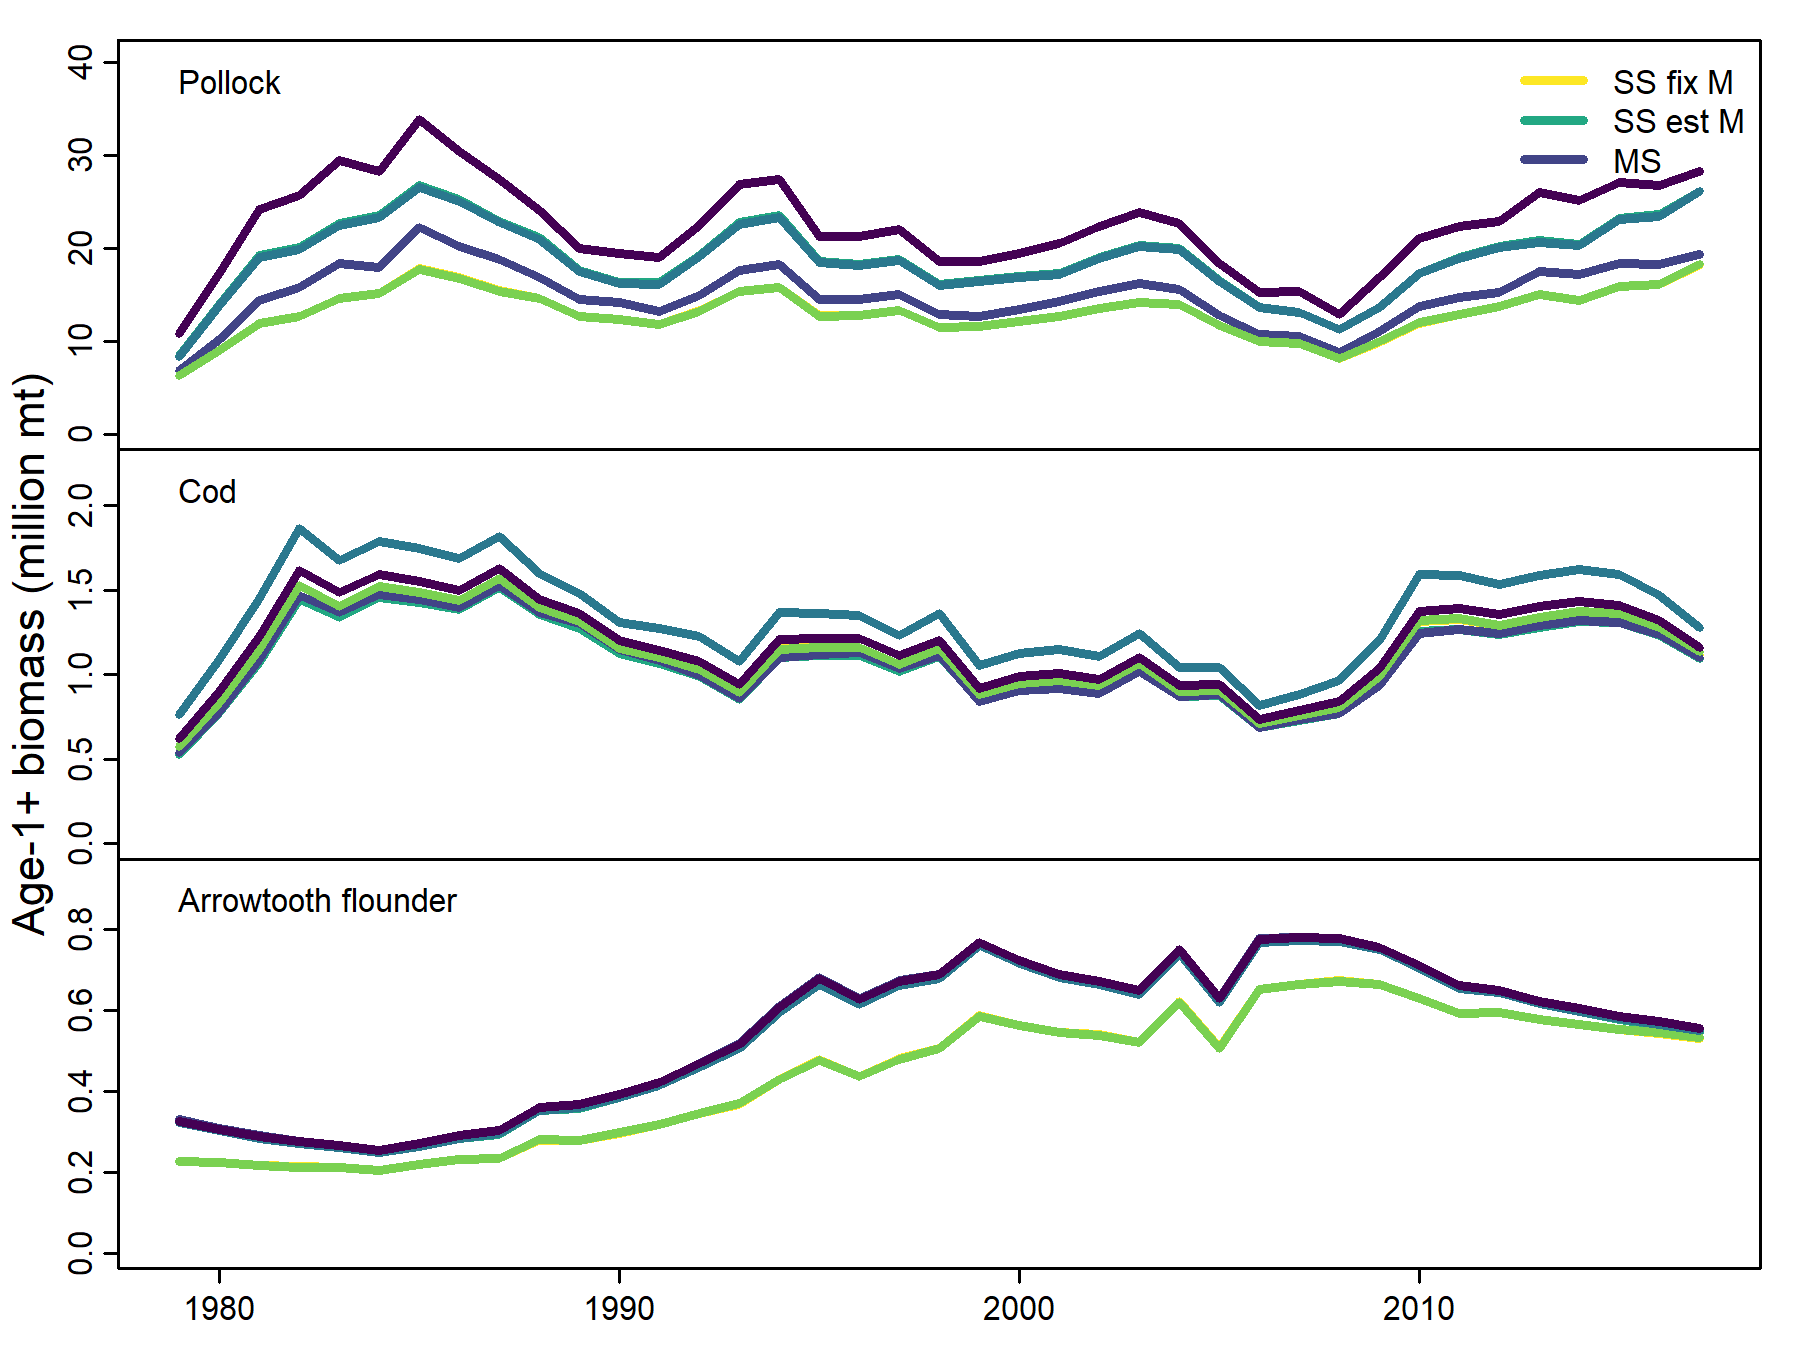 Pollock
SS fix M
SS est M
MS
40
30
20
10
0
Cod
2.0
1.5
1.0
0.5
0.0
Arrowtooth flounder
0.8
0.6
0.4
0.2
0.0
Age-1+ biomass (million mt)
1980 1990 2000 2010